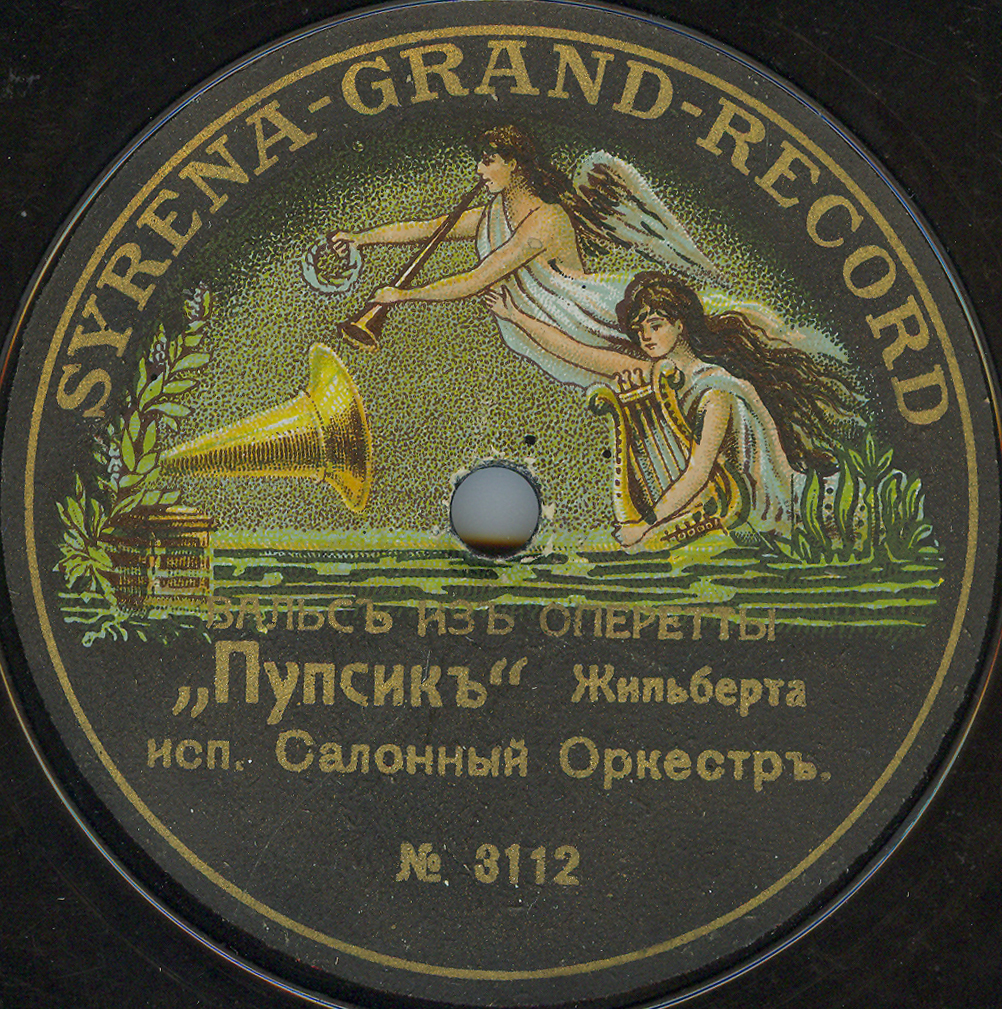 SYRENA-GRAND-RECORD
ВАЛЬСЪ ИЗЪ ОПЕРЕТТЫ
„Пупсикъ“ Жильберта
исп. Салонный Оркестръ.
№ 3112